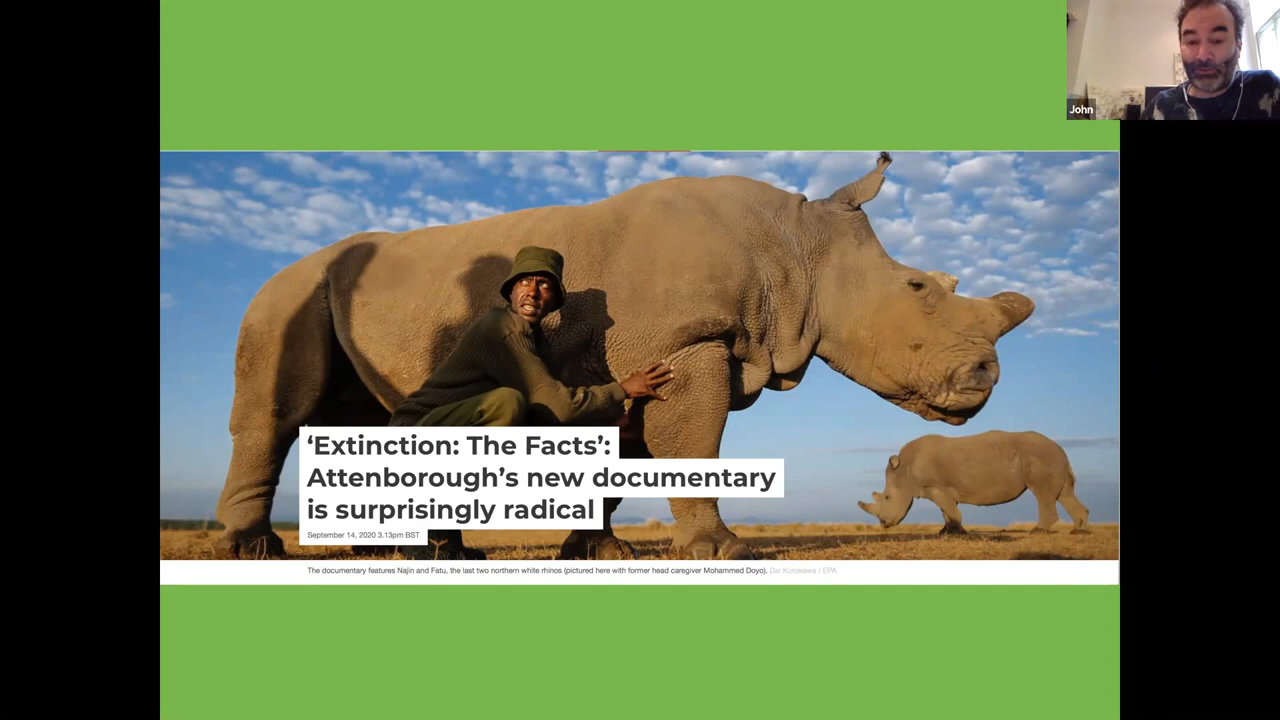 John
‘Extinction: The Facts’:
Attenborough’s new documentary
is surprisingly radical
September 14, 2020 3.13pm BST
The documentary features Najin and Fatu, the last two northern white rhinos (pictured here with former head caregiver Mohammed Doyo). Dai Kurokawa / EPA